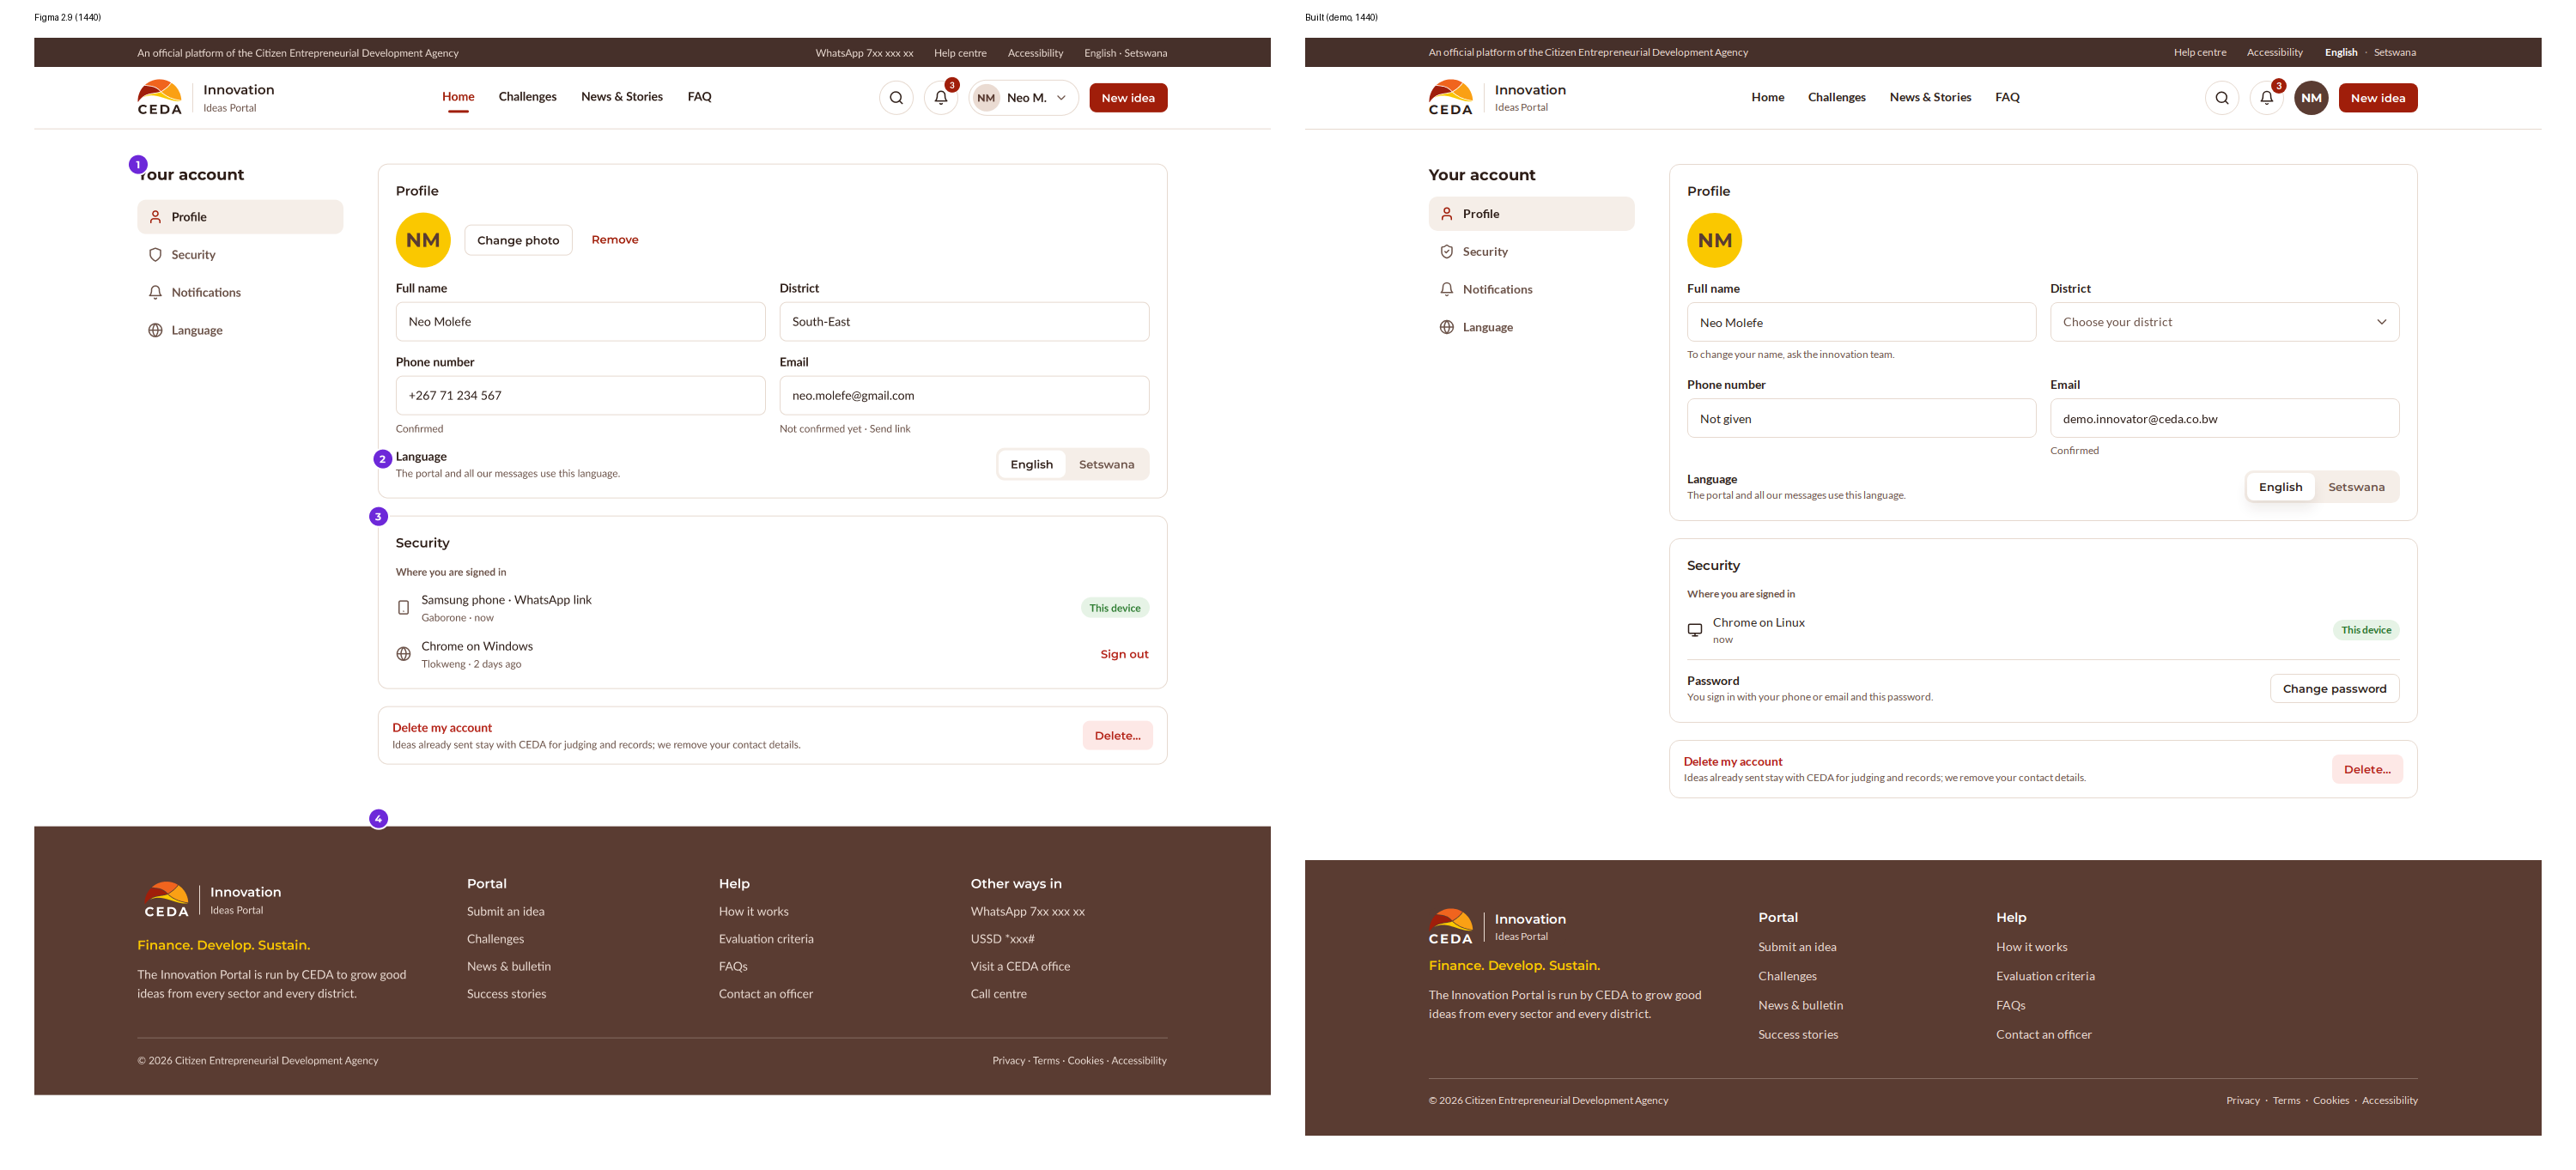 Figma 2.9 (1440)
An official platform of the Citizen Entrepreneurial Development Agency
WhatsApp 7xx xxx xx
Help centre
Accessibility
English · Setswana
CEDA
Innovation
Ideas Portal
Home
Challenges
News & Stories
FAQ
3
NM
Neo M.
New idea
1
Your account
Profile
Security
Notifications
Language
Profile
NM
Change photo
Remove
Full name
District
Neo Molefe
South-East
Phone number
Email
+267 71 234 567
neo.molefe@gmail.com
Confirmed
Not confirmed yet · Send link
2
Language
The portal and all our messages use this language.
English
Setswana
3
Security
Where you are signed in
Samsung phone · WhatsApp link
Gaborone · now
This device
Chrome on Windows
Tlokweng · 2 days ago
Sign out
Delete my account
Ideas already sent stay with CEDA for judging and records; we remove your contact details.
Delete...
4
CEDA
Innovation
Ideas Portal
Finance. Develop. Sustain.
The Innovation Portal is run by CEDA to grow good
ideas from every sector and every district.
Portal
Submit an idea
Challenges
News & bulletin
Success stories
Help
How it works
Evaluation criteria
FAQs
Contact an officer
Other ways in
WhatsApp 7xx xxx xx
USSD *xxx#
Visit a CEDA office
Call centre
© 2026 Citizen Entrepreneurial Development Agency
Privacy · Terms · Cookies · Accessibility
Built (demo, 1440)
An official platform of the Citizen Entrepreneurial Development Agency
Help centre
Accessibility
English · Setswana
CEDA
Innovation
Ideas Portal
Home
Challenges
News & Stories
FAQ
3
NM
New idea
Your account
Profile
Security
Notifications
Language
Profile
NM
Full name
District
Neo Molefe
Choose your district
To change your name, ask the innovation team.
Phone number
Email
Not given
demo.innovator@ceda.co.bw
Confirmed
Language
The portal and all our messages use this language.
English
Setswana
Security
Where you are signed in
Chrome on Linux
now
This device
Password
You sign in with your phone or email and this password.
Change password
Delete my account
Ideas already sent stay with CEDA for judging and records; we remove your contact details.
Delete...
CEDA
Innovation
Ideas Portal
Finance. Develop. Sustain.
The Innovation Portal is run by CEDA to grow good
ideas from every sector and every district.
Portal
Submit an idea
Challenges
News & bulletin
Success stories
Help
How it works
Evaluation criteria
FAQs
Contact an officer
© 2026 Citizen Entrepreneurial Development Agency
Privacy · Terms · Cookies · Accessibility